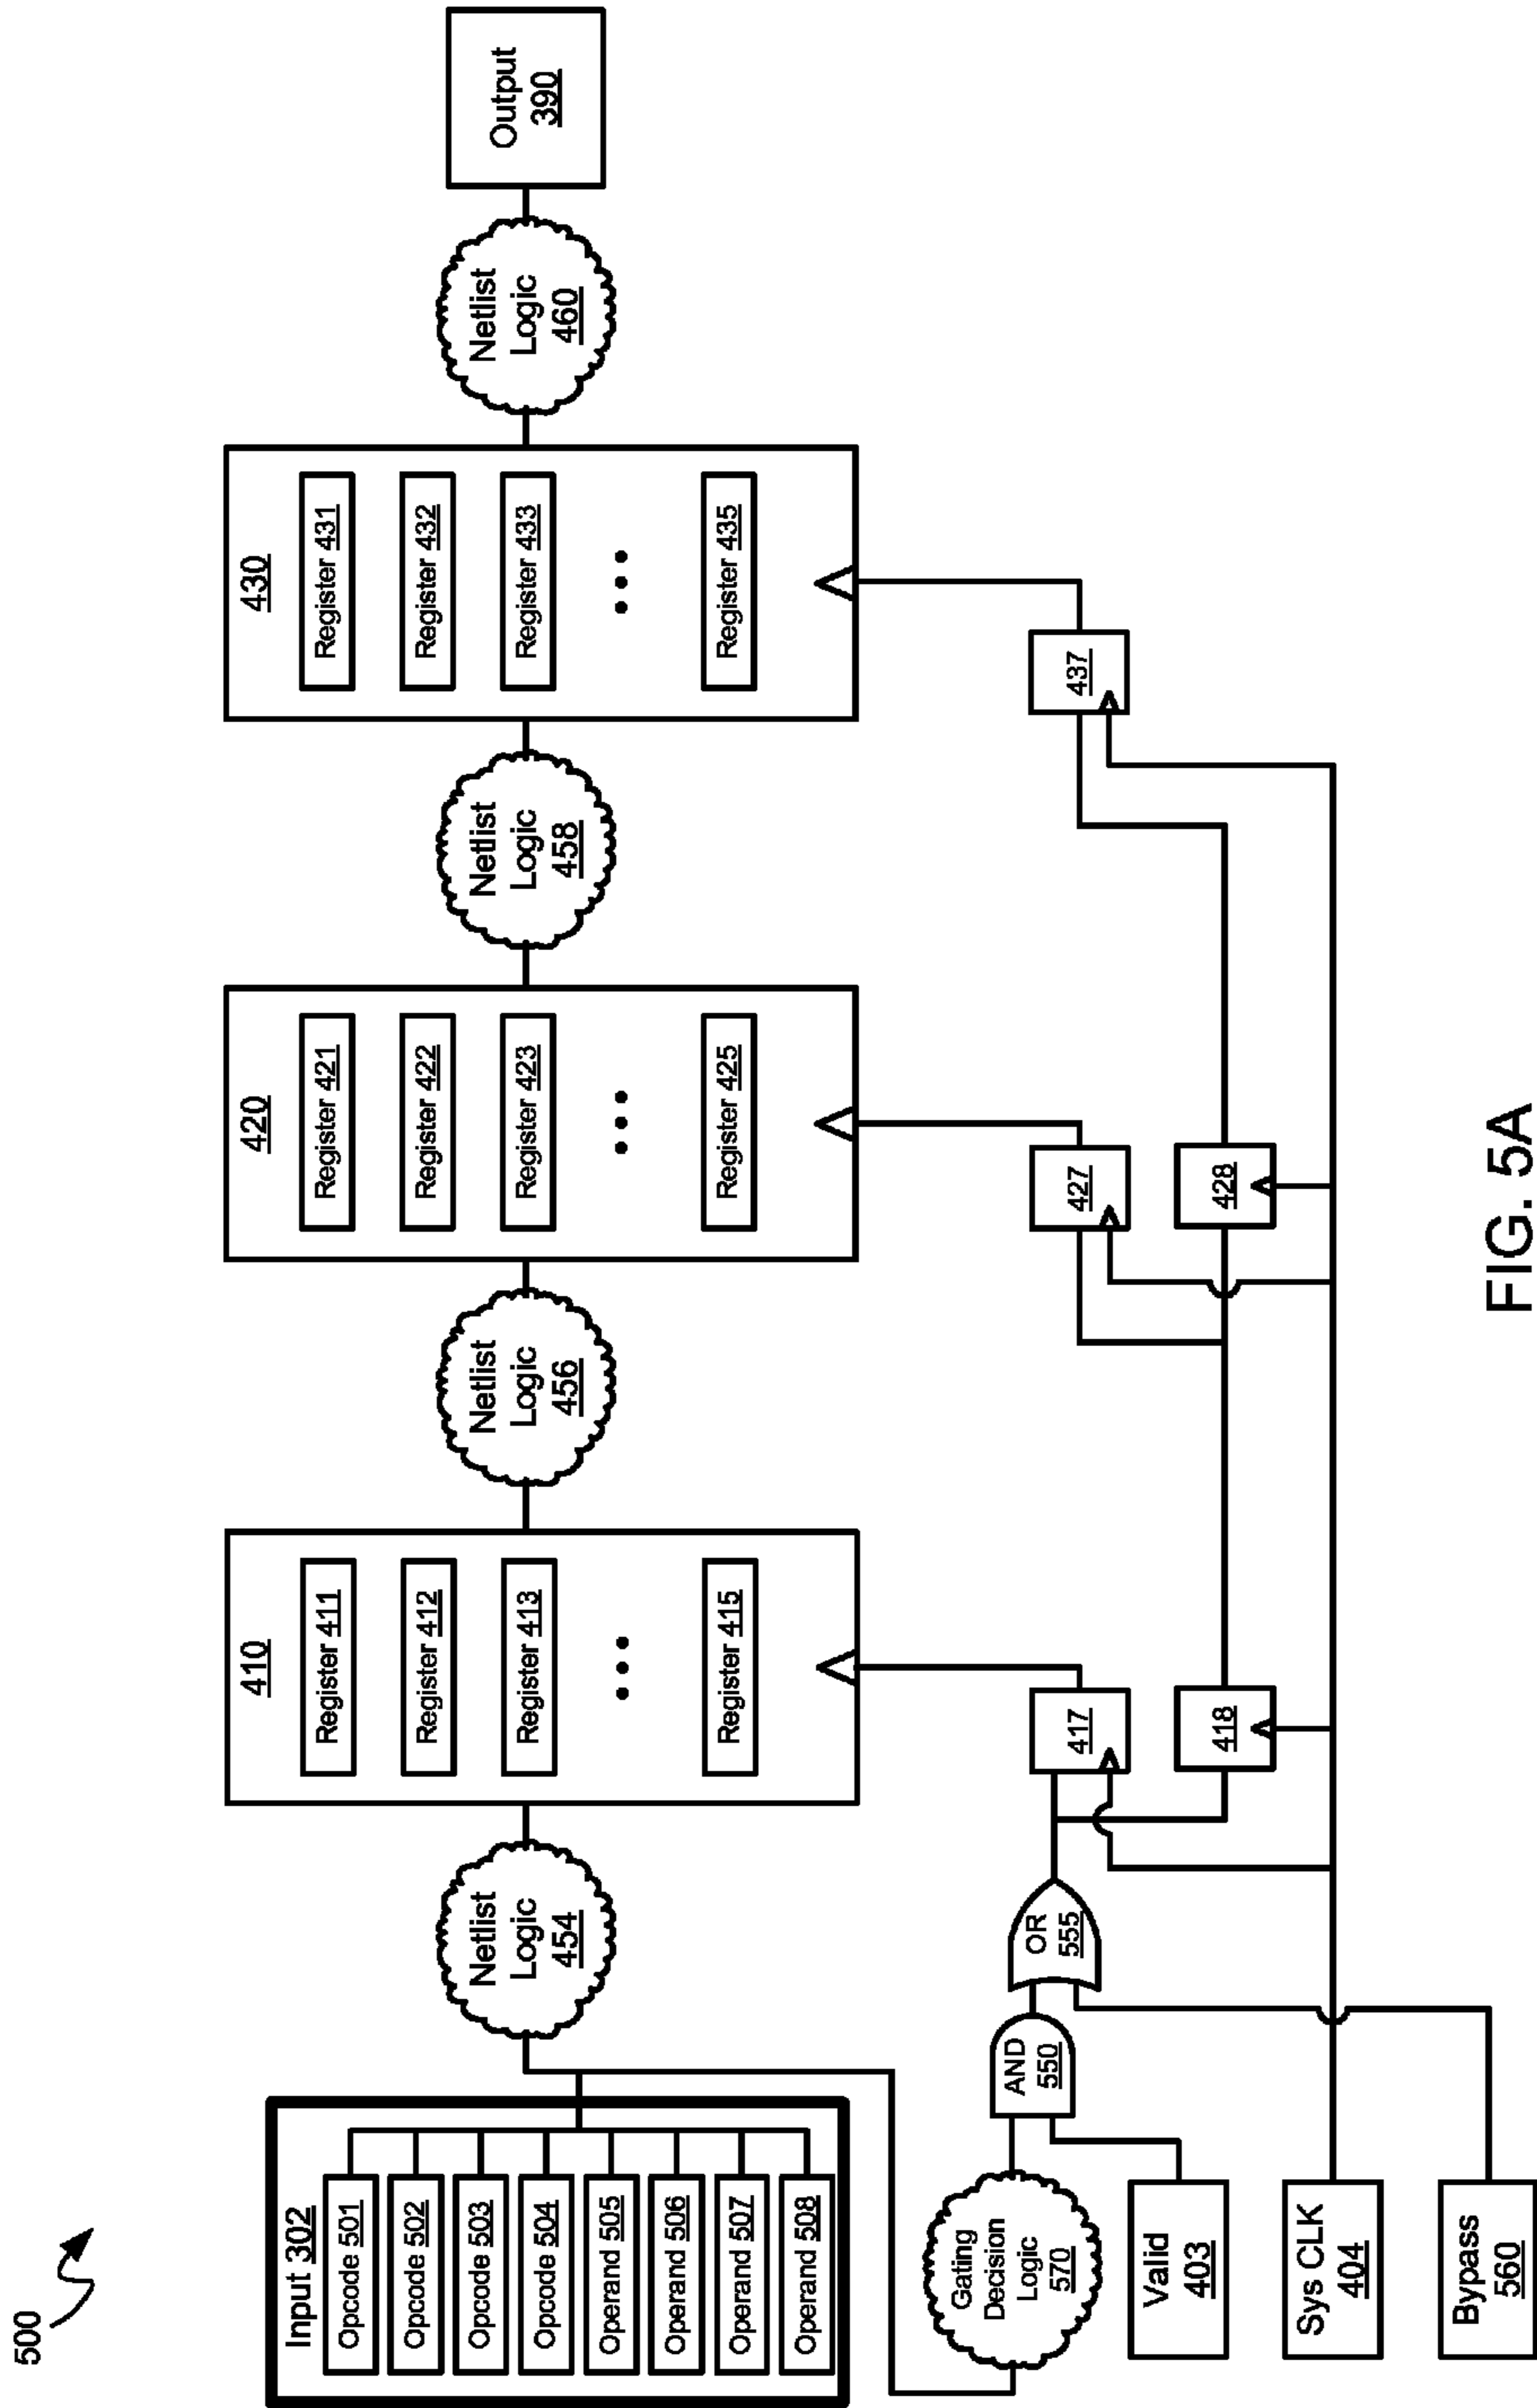 500
Input 302
Opcode 501
Opcode 502
Opcode 503
Opcode 504
Operand 505
Operand 506
Operand 507
Operand 508
Netlist
Logic
454
410
Register 411
Register 412
Register 413
Register 415
Netlist
Logic
456
420
Register 421
Register 422
Register 423
Register 425
Netlist
Logic
458
430
Register 431
Register 432
Register 433
Register 435
Netlist
Logic
460
Output
390
Gating
Decision
Logic
570
AND
550
OR
555
417
427
437
418
428
Valid
403
Sys CLK
404
Bypass
560
FIG. 5A